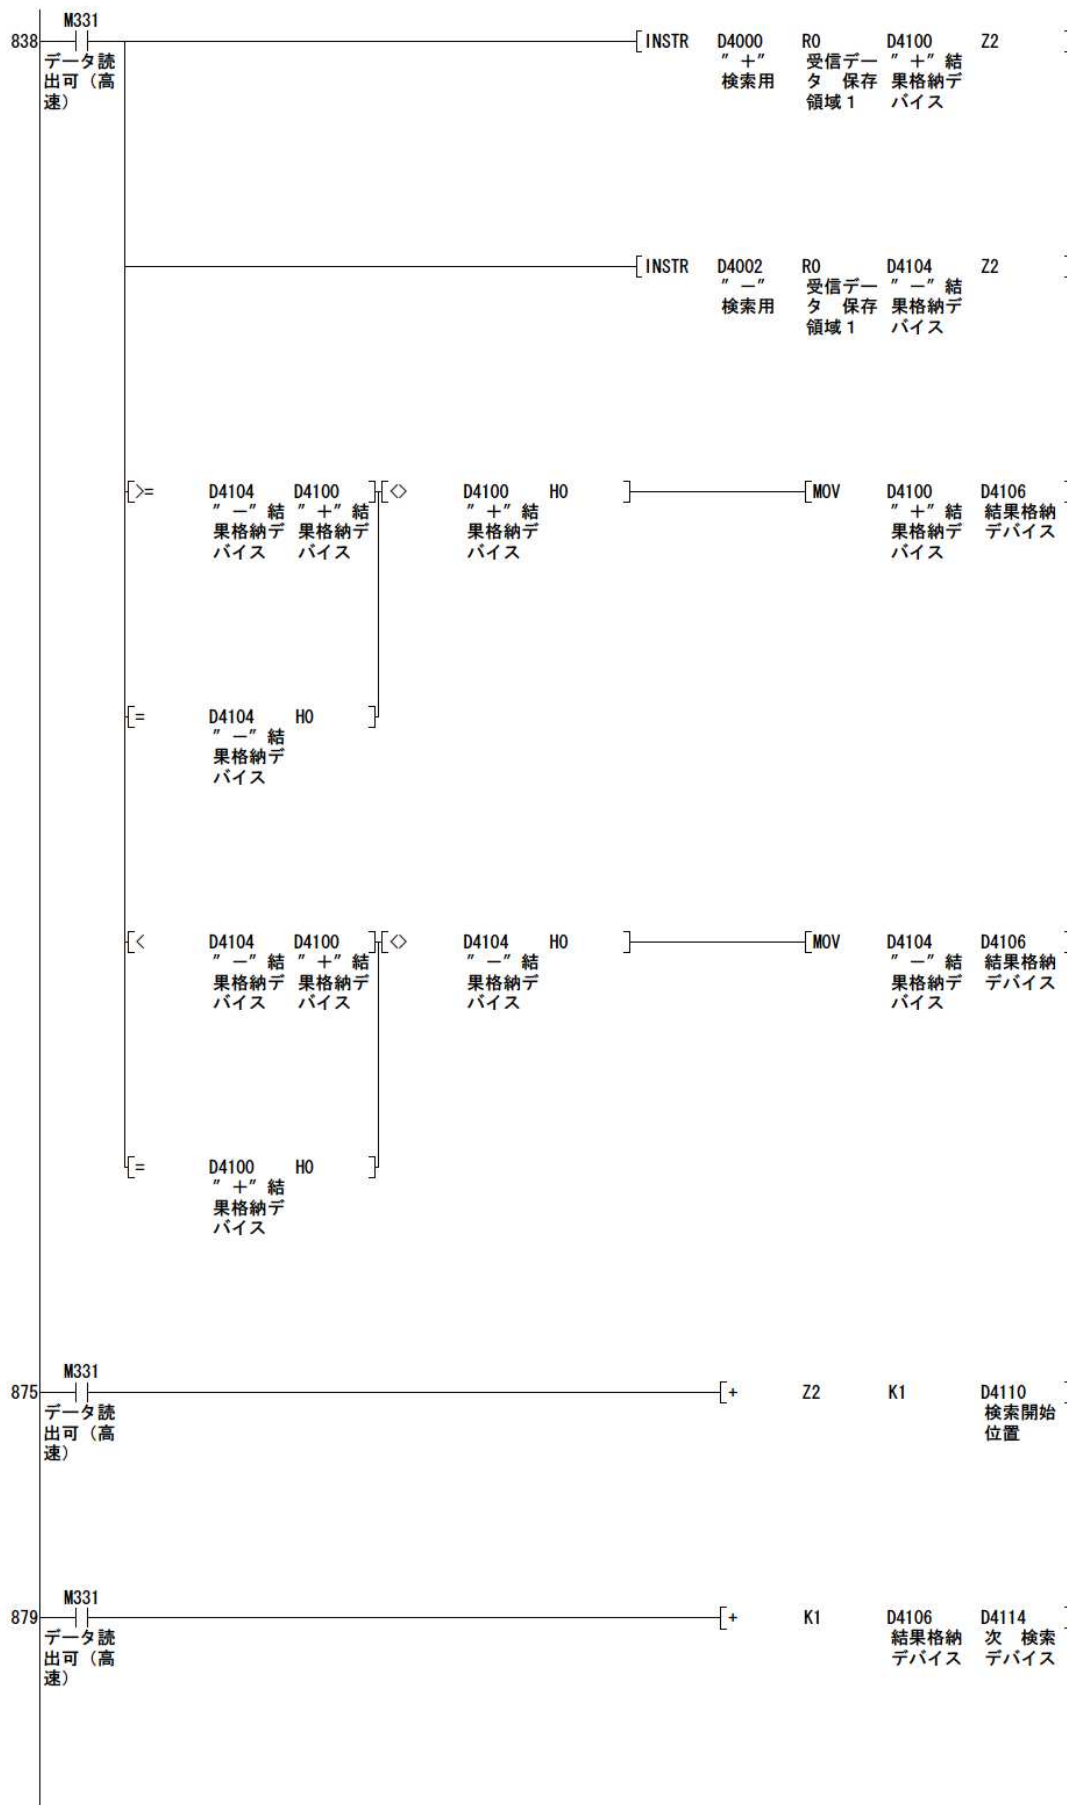 M331
838
データ読
出可（高
速）
INSTR D4000 R0 D4100 Z2
”＋” 受信デー ”＋”結
検索用 タ 保存 果格納デ
領域１ バイス
INSTR D4002 R0 D4104 Z2
”－” 受信デー ”－”結
検索用 タ 保存 果格納デ
領域１ バイス
>= D4104 D4100 <> D4100 H0 MOV D4100 D4106
”－”結 ”＋”結 ”＋”結 ”＋”結 結果格納
果格納デ 果格納デ 果格納デ 果格納デ デバイス
バイス バイス バイス バイス
= D4104 H0
”－”結
果格納デ
バイス
< D4104 D4100 <> D4104 H0 MOV D4104 D4106
”－”結 ”＋”結 ”－”結 ”－”結 結果格納
果格納デ 果格納デ 果格納デ 果格納デ デバイス
バイス バイス バイス バイス
= D4100 H0
”＋”結
果格納デ
バイス
M331
875 + Z2 K1 D4110
データ読 検索開始
出可（高 位置
速）
M331
879 + K1 D4106 D4114
データ読 結果格納 次 検索
出可（高 デバイス デバイス
速）